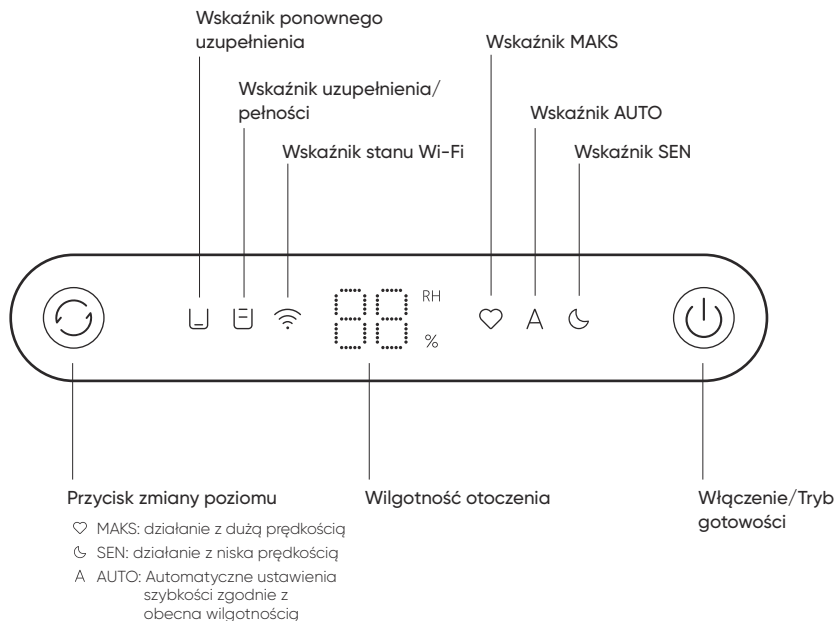 Wskaźnik ponownego
uzupełnienia
Wskaźnik MAKS
Wskaźnik uzupełnienia/
pełności
Wskaźnik AUTO
Wskaźnik stanu Wi-Fi
Wskaźnik SEN
88
RH
%
A
Przycisk zmiany poziomu
MAKS: działanie z dużą prędkością
SEN: działanie z niska prędkością
A AUTO: Automatyczne ustawienia
szybkości zgodnie z
obecna wilgotnością
Wilgotność otoczenia
Włączenie/Tryb
gotowości